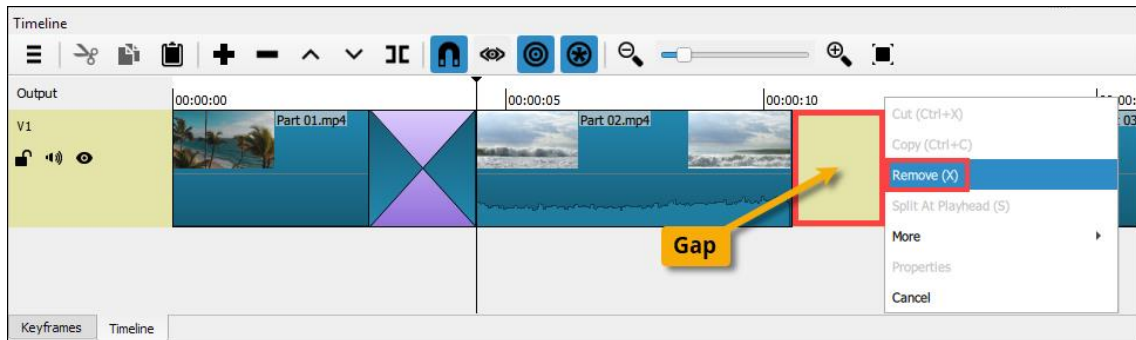 Timeline
Output
00:00:00
00:00:05
00:00:10
V1
Part 01.mp4
Part 02.mp4
03
Gap
Cut (Ctrl+X)
Copy (Ctrl+C)
Remove (X)
Split At Playhead (S)
More
Properties
Cancel
Keyframes
Timeline